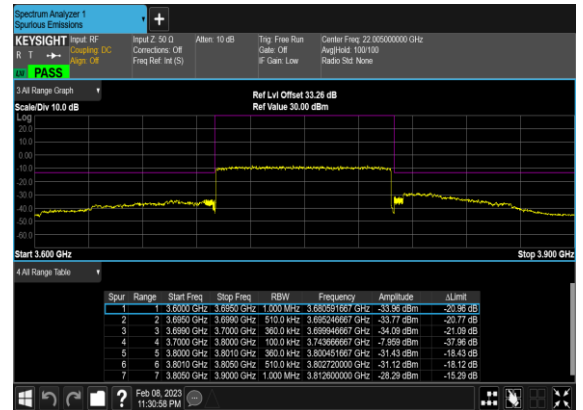 Spectrum Analyzer 1
Spurious Emissions
KEYSIGHT Input: RF
R T
Coupling: DC
Align: Off
Input Z: 50 Ω
Corrections: Off
Freq Ref: Int (S)
Atten: 10 dB
Trig: Free Run
Gate: Off
IF Gain: Low
Center Freq: 22.005000000 GHz
Avg|Hold: 100/100
Radio Std: None
PASS
3 All Range Graph
Scale/Div 10.0 dB
Ref Lvl Offset 33.26 dB
Ref Value 30.00 dBm
Log
20.0
10.0
0.00
-10.0
-20.0
-30.0
-40.0
-50.0
-60.0
Start 3.600 GHz
Stop 3.900 GHz
4 All Range Table
Spur Range Start Freq Stop Freq RBW Frequency Amplitude ΔLimit
1 1 3.6000 GHz 3.6950 GHz 1.000 MHz 3.680591667 GHz -33.96 dBm -20.96 dB
2 2 3.6950 GHz 3.6990 GHz 510.0 kHz 3.695246667 GHz -33.77 dBm -20.77 dB
3 3 3.6990 GHz 3.7000 GHz 360.0 kHz 3.699946667 GHz -34.09 dBm -21.09 dB
4 4 3.7000 GHz 3.8000 GHz 100.0 kHz 3.743666667 GHz -7.959 dBm -37.96 dB
5 5 3.8000 GHz 3.8010 GHz 360.0 kHz 3.800451667 GHz -31.43 dBm -18.43 dB
6 6 3.8010 GHz 3.8050 GHz 510.0 kHz 3.802720000 GHz -31.12 dBm -18.12 dB
7 7 3.8050 GHz 3.9000 GHz 1.000 MHz 3.812600000 GHz -28.29 dBm -15.29 dB
Feb 08, 2023
11:30:58 PM